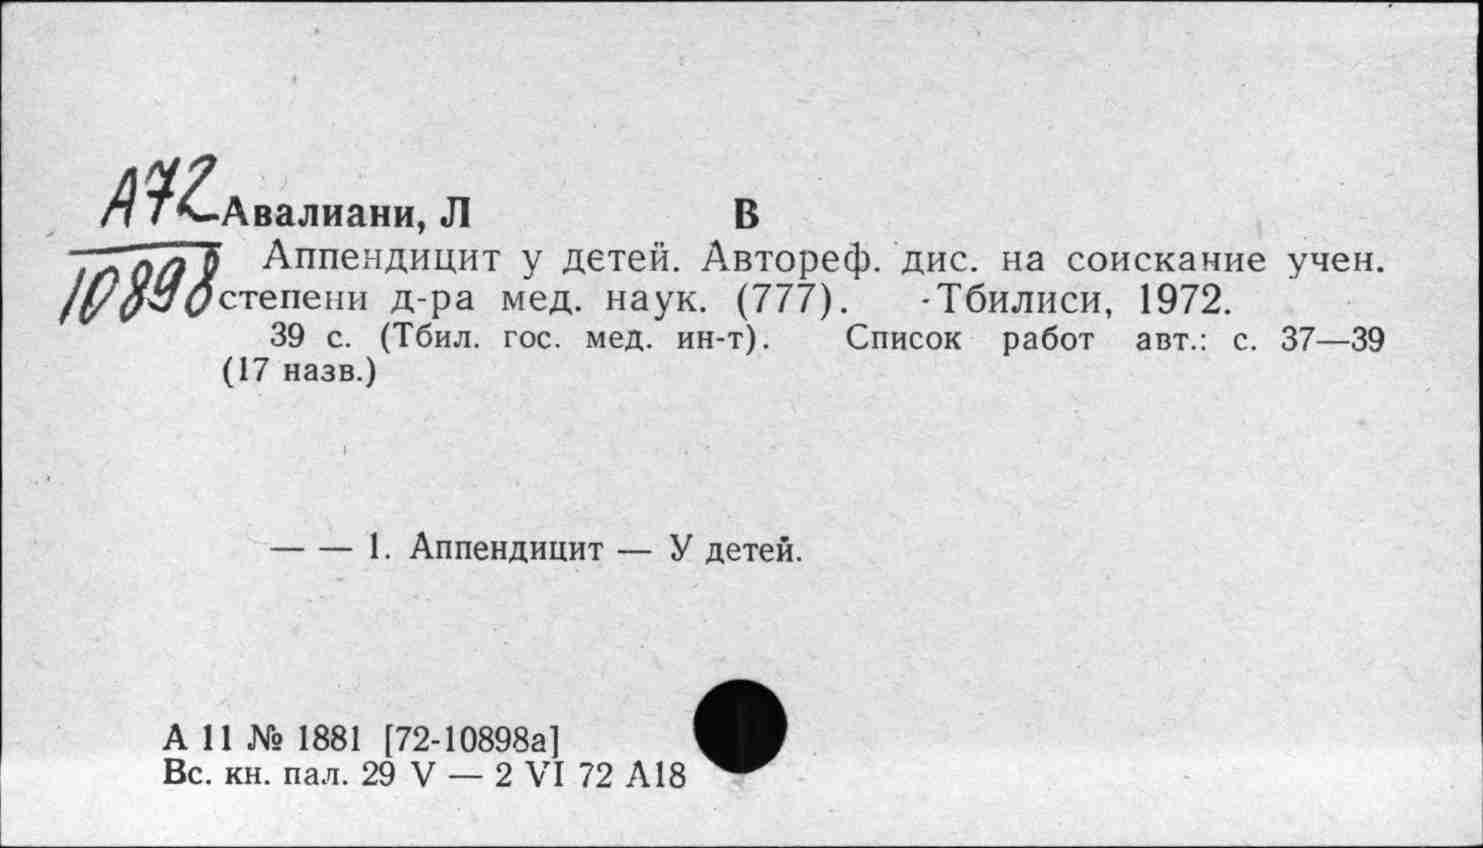 А72
Авалиани, Л В
10898
Аппендицит у детей. Автореф. дис. на соискание учен.
степени д-ра мед. наук. (777). -Тбилиси, 1972.
39 с. (Тбил. гос. мед. ин-т). Список работ авт.: с. 37—39
(17 назв.)
— — 1. Аппендицит — У детей.
А 11 № 1881 [72-10898а]
Вс. кн. пал. 29 V — 2 VI 72 А18